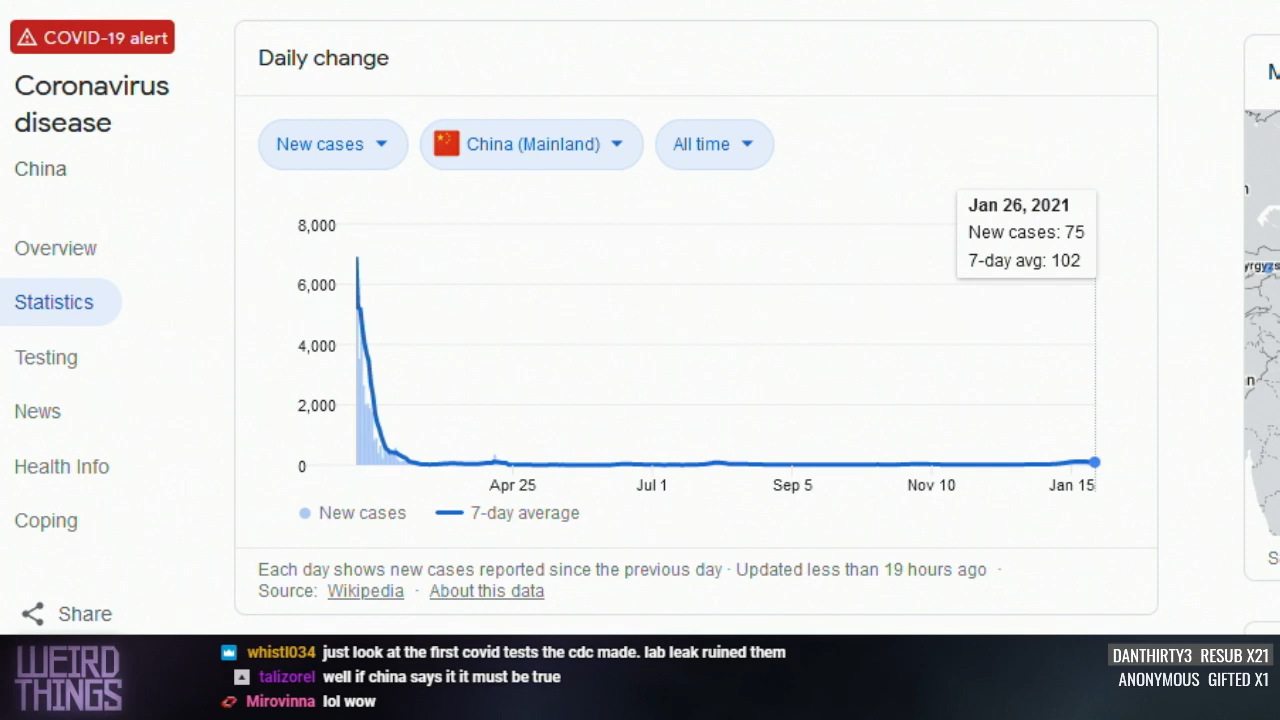 COVID-19 alert
Coronavirus
disease
China
Overview
Statistics
Testing
News
Health Info
Coping
Share
Daily change
New cases
China (Mainland)
All time
Jan 26, 2021
New cases: 75
7-day avg: 102
8,000
6,000
4,000
2,000
0
Apr 25
Jul 1
Sep 5
Nov 10
Jan 15
New cases
7-day average
Each day shows new cases reported since the previous day · Updated less than 19 hours ago ·
Source: Wikipedia · About this data
WEIRD
THINGS
whistl034 just look at the first covid tests the cdc made. lab leak ruined them
talizorel well if china says it it must be true
Mirovinna lol wow
DANTHIRTY3 RESUB X21
ANONYMOUS GIFTED X1